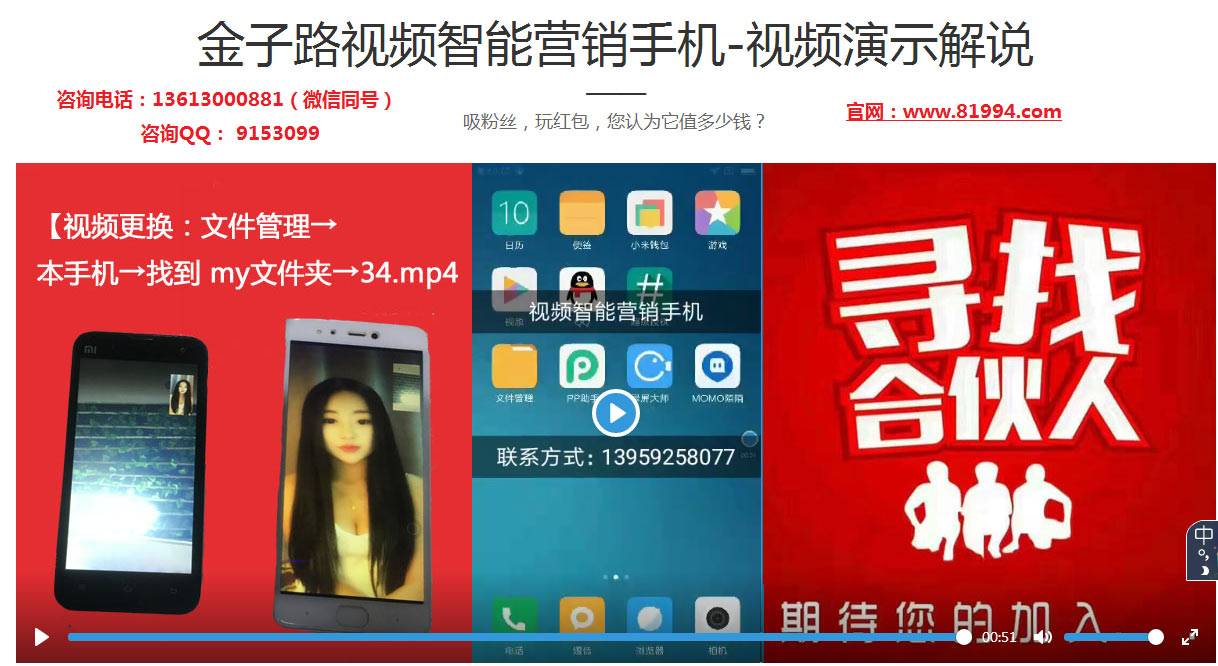 金子路视频智能营销手机-视频演示解说
咨询电话：13613000881（微信同号）
咨询QQ： 9153099
吸粉丝，玩红包，您认为它值多少钱？
官网：www.81994.com
【视频更换：文件管理→
本手机→找到 my文件夹→34.mp4
mi
10
日历
便签
小米钱包
游戏
视频
QQ
视频智能营销手机
文件管理
PP助手
录屏大师
MOMO陌陌
联系方式：13959258077
电话
短信
浏览器
相机
寻找
合伙人
期待您的加入
00:51
中